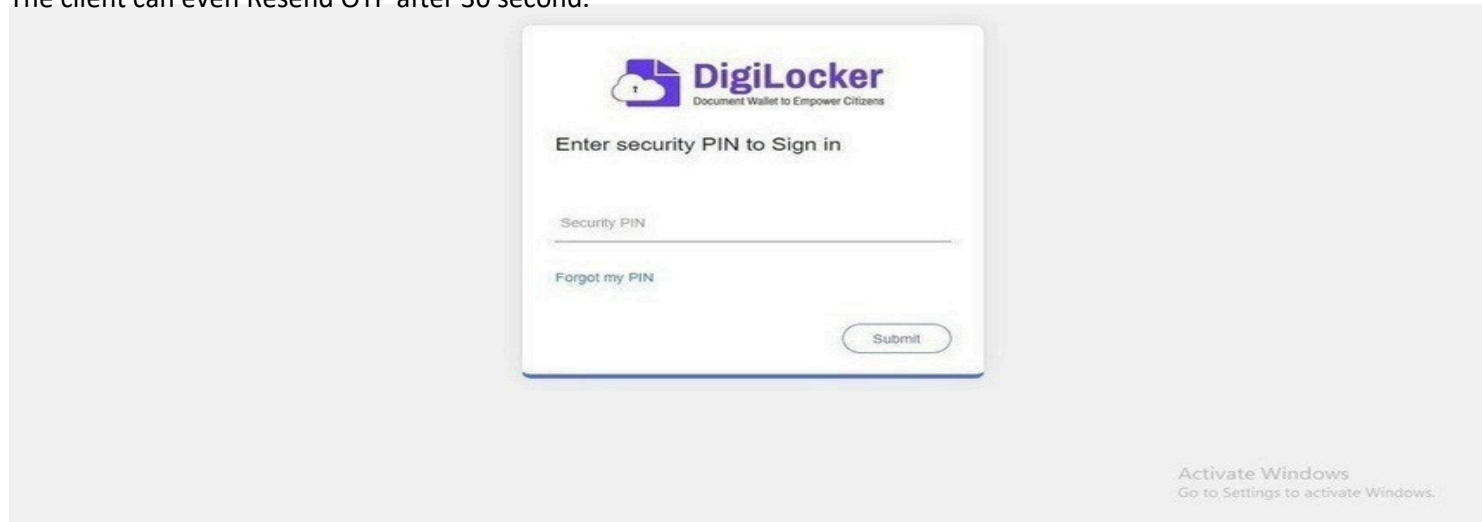 The client can even Resend OTP after 30 second.
DigiLocker
Document Wallet to Empower Citizens
Enter security PIN to Sign in
Security PIN
Forgot my PIN
Submit
Activate Windows
Go to Settings to activate Windows.